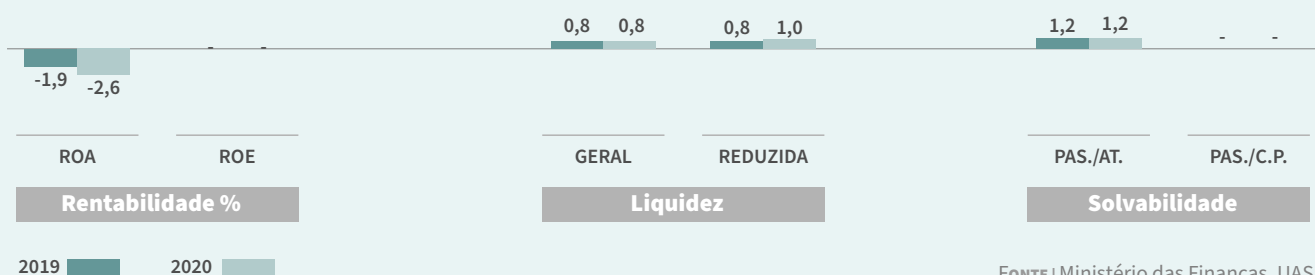 0,8 0,8 0,8 1,0 1,2 1,2 - -
- -
-1,9 -2,6
ROA ROE GERAL REDUZIDA PAS./AT. PAS./C.P.
Rentabilidade % Liquidez Solvabilidade
2019 2020
FONTE | Ministério das Finanças, UAS